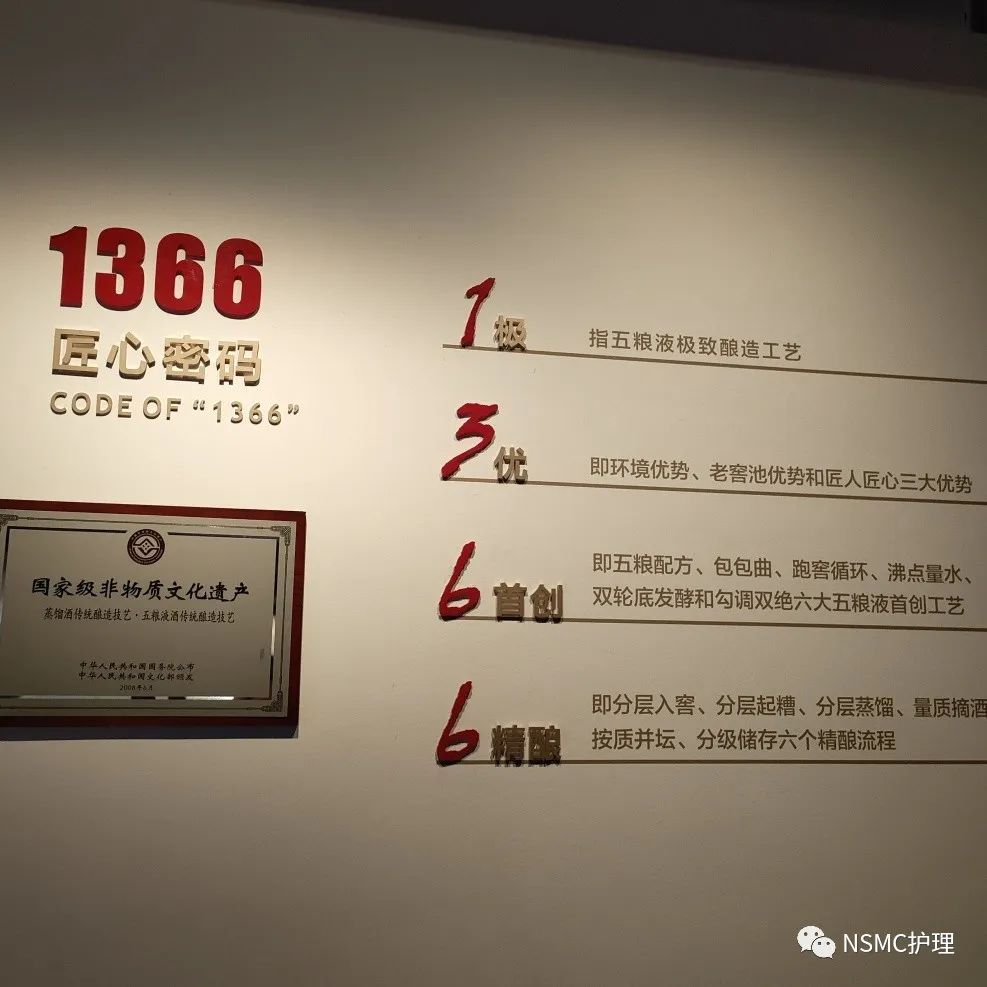 1366
匠心密码
CODE OF “1366”
国家级非物质文化遗产
蒸馏酒传统酿造技艺·五粮液酒传统酿造技艺
中华人民共和国国务院公布
中华人民共和国文化部颁发
2008年6月
1极
指五粮液极致酿造工艺
3优
即环境优势、老窖池优势和匠人匠心三大优势
6首创
即五粮配方、包包曲、跑窖循环、沸点量水、
双轮底发酵和勾调双绝六大五粮液首创工艺
6精酿
即分层入窖、分层起糟、分层蒸馏、量质摘酒
按质并坛、分级储存六个精酿流程
NSMC护理